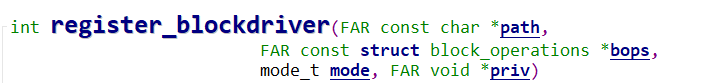 int register_blockdriver(FAR const char *path,
FAR const struct block_operations *bops,
mode_t mode, FAR void *priv)